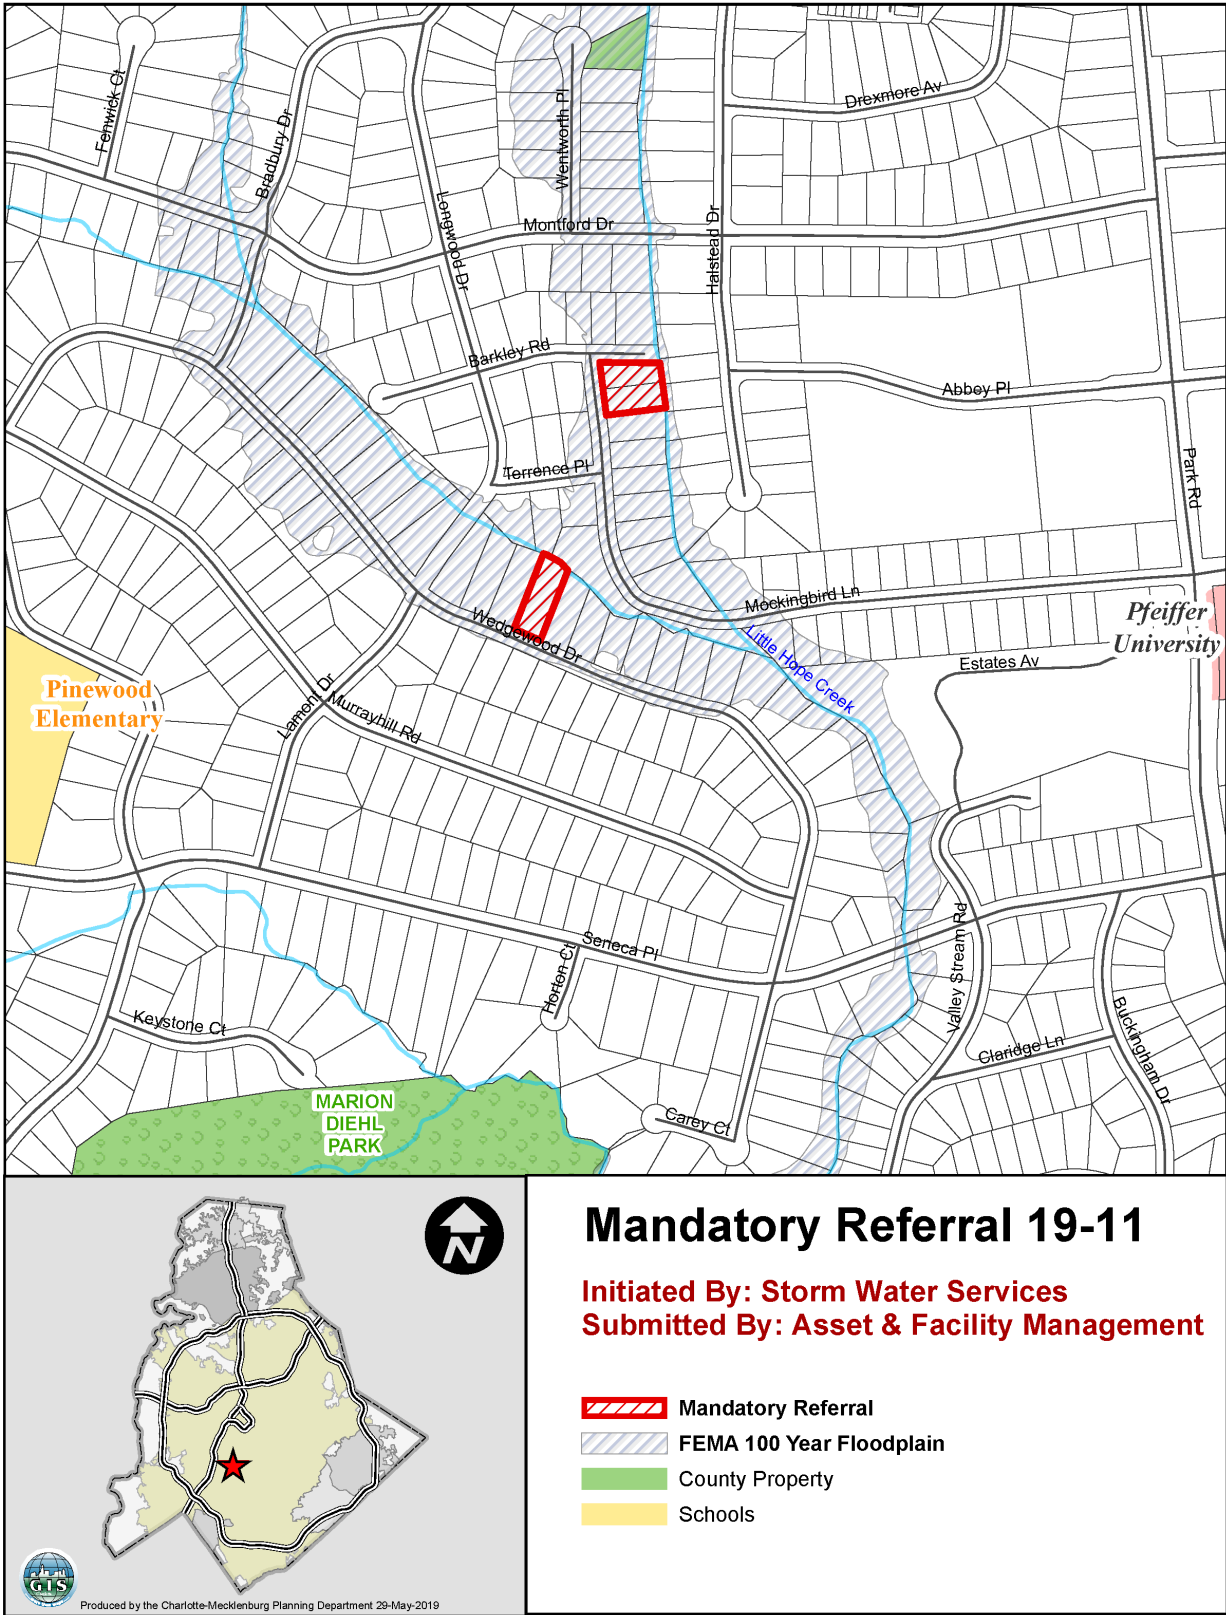 Fenwick Ct
Bradbury Dr
Wentworth Pl
Drexmore Av
Longwood Dr
Montford Dr
Halstead Dr
Barkley Rd
Abbey Pl
Terrence Pl
Park Rd
Mockingbird Ln
Wedgewood Dr
Little Hope Creek
Pfeiffer
University
Estates Av
Pinewood
Elementary
Lamont Dr
Murrayhill Rd
Seneca Pl
Horton Ct
Valley Stream Rd
Keystone Ct
Buckingham Dr
Claridge Ln
Carey Ct
MARION
DIEHL
PARK
N
GIS
Produced by the Charlotte-Mecklenburg Planning Department 29-May-2019
Mandatory Referral 19-11
Initiated By: Storm Water Services
Submitted By: Asset & Facility Management
Mandatory Referral
FEMA 100 Year Floodplain
County Property
Schools